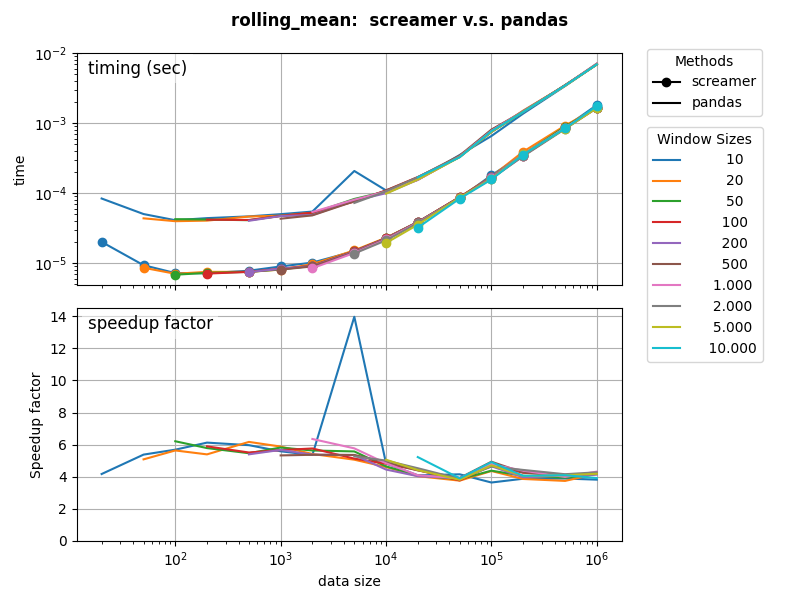 rolling_mean:  screamer v.s. pandas
timing (sec)
time
10⁻²
10⁻³
10⁻⁴
10⁻⁵
Methods
screamer
pandas
Window Sizes
10
20
50
100
200
500
1.000
2.000
5.000
10.000
speedup factor
Speedup factor
14
12
10
8
6
4
2
0
10² 10³ 10⁴ 10⁵ 10⁶
data size